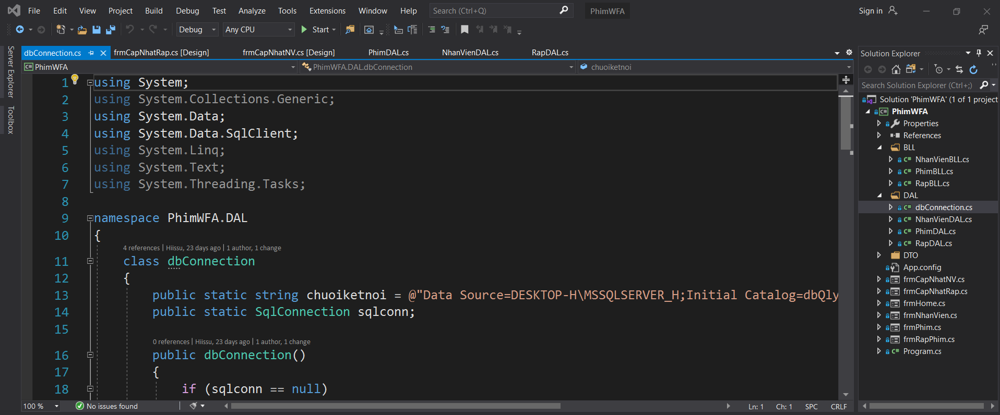 File Edit View Project Build Debug Test Analyze Tools Extensions Window Help Search (Ctrl+Q) PhimWFA Sign in
Debug Any CPU Start
Server Explorer
Toolbox
dbConnection.cs frmCapNhatRap.cs [Design] frmCapNhatNV.cs [Design] PhimDAL.cs NhanVienDAL.cs RapDAL.cs
C# PhimWFA PhimWFA.DAL.dbConnection chuoiketnoi
1 using System;
2 using System.Collections.Generic;
3 using System.Data;
4 using System.Data.SqlClient;
5 using System.Linq;
6 using System.Text;
7 using System.Threading.Tasks;
8
9 namespace PhimWFA.DAL
10 {
4 references | Hiissu, 23 days ago | 1 author, 1 change
11 class dbConnection
12 {
13 public static string chuoiketnoi = @"Data Source=DESKTOP-H\MSSQLSERVER_H;Initial Catalog=dbQly
14 public static SqlConnection sqlconn;
15
0 references | Hiissu, 23 days ago | 1 author, 1 change
16 public dbConnection()
17 {
18 if (sqlconn == null)
100 % No issues found Ln: 1 Ch: 1 SPC CRLF
Solution Explorer
Search Solution Explorer (Ctrl+;)
Solution 'PhimWFA' (1 of 1 project
C# PhimWFA
Properties
References
BLL
C# NhanVienBLL.cs
C# PhimBLL.cs
C# RapBLL.cs
DAL
C# dbConnection.cs
C# NhanVienDAL.cs
C# PhimDAL.cs
C# RapDAL.cs
DTO
App.config
frmCapNhatNV.cs
frmCapNhatRap.cs
frmHome.cs
frmNhanVien.cs
frmPhim.cs
frmRapPhim.cs
C# Program.cs